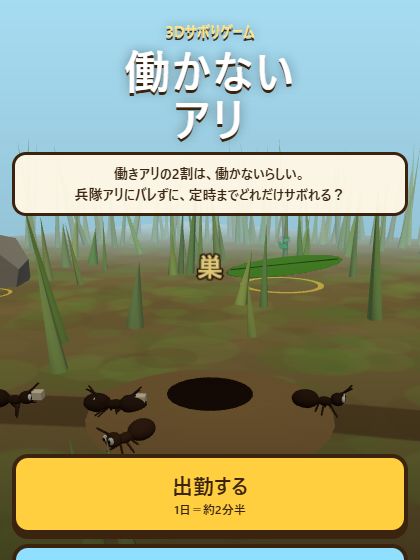 3Dサボりゲーム
働かない
アリ
働きアリの2割は、働かないらしい。
兵隊アリにバレずに、定時までどれだけサボれる？
巣
出勤する
1日＝約2分半